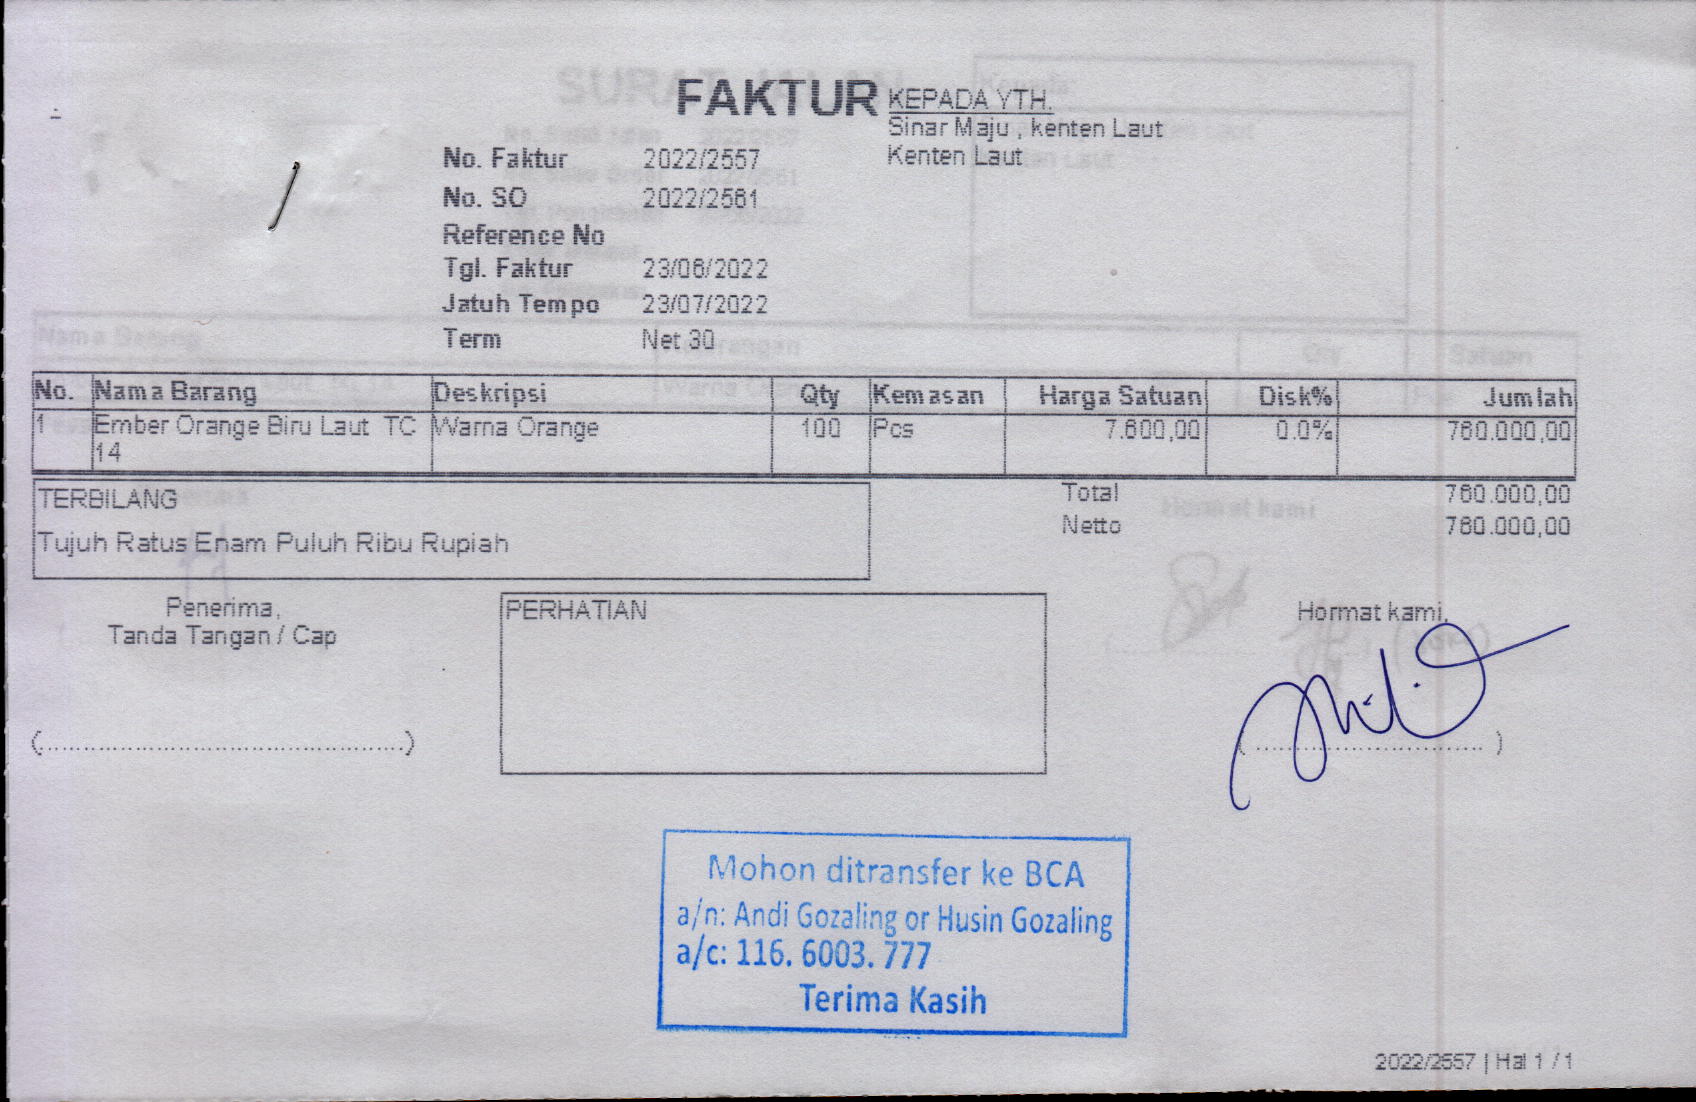 FAKTUR
KEPADA YTH.
Sinar Maju , kenten Laut
Kenten Laut
No. Faktur 2022/2557
No. SO 2022/2561
Reference No
Tgl. Faktur 23/06/2022
Jatuh Tempo 23/07/2022
Term Net 30
No. Nama Barang Deskripsi Qty Kemasan Harga Satuan Disk% Jumlah
1 Ember Orange Biru Laut TC Warna Orange 100 Pcs 7.600,00 0.0% 760.000,00
14
TERBILANG
Tujuh Ratus Enam Puluh Ribu Rupiah
Total 760.000,00
Netto 760.000,00
Penerima,
Tanda Tangan / Cap
(............................................)
PERHATIAN
Hormat kami,
( ............................ )
Mohon ditransfer ke BCA
a/n: Andi Gozaling or Husin Gozaling
a/c: 116. 6003. 777
Terima Kasih
2022/2557 | Hal 1 / 1